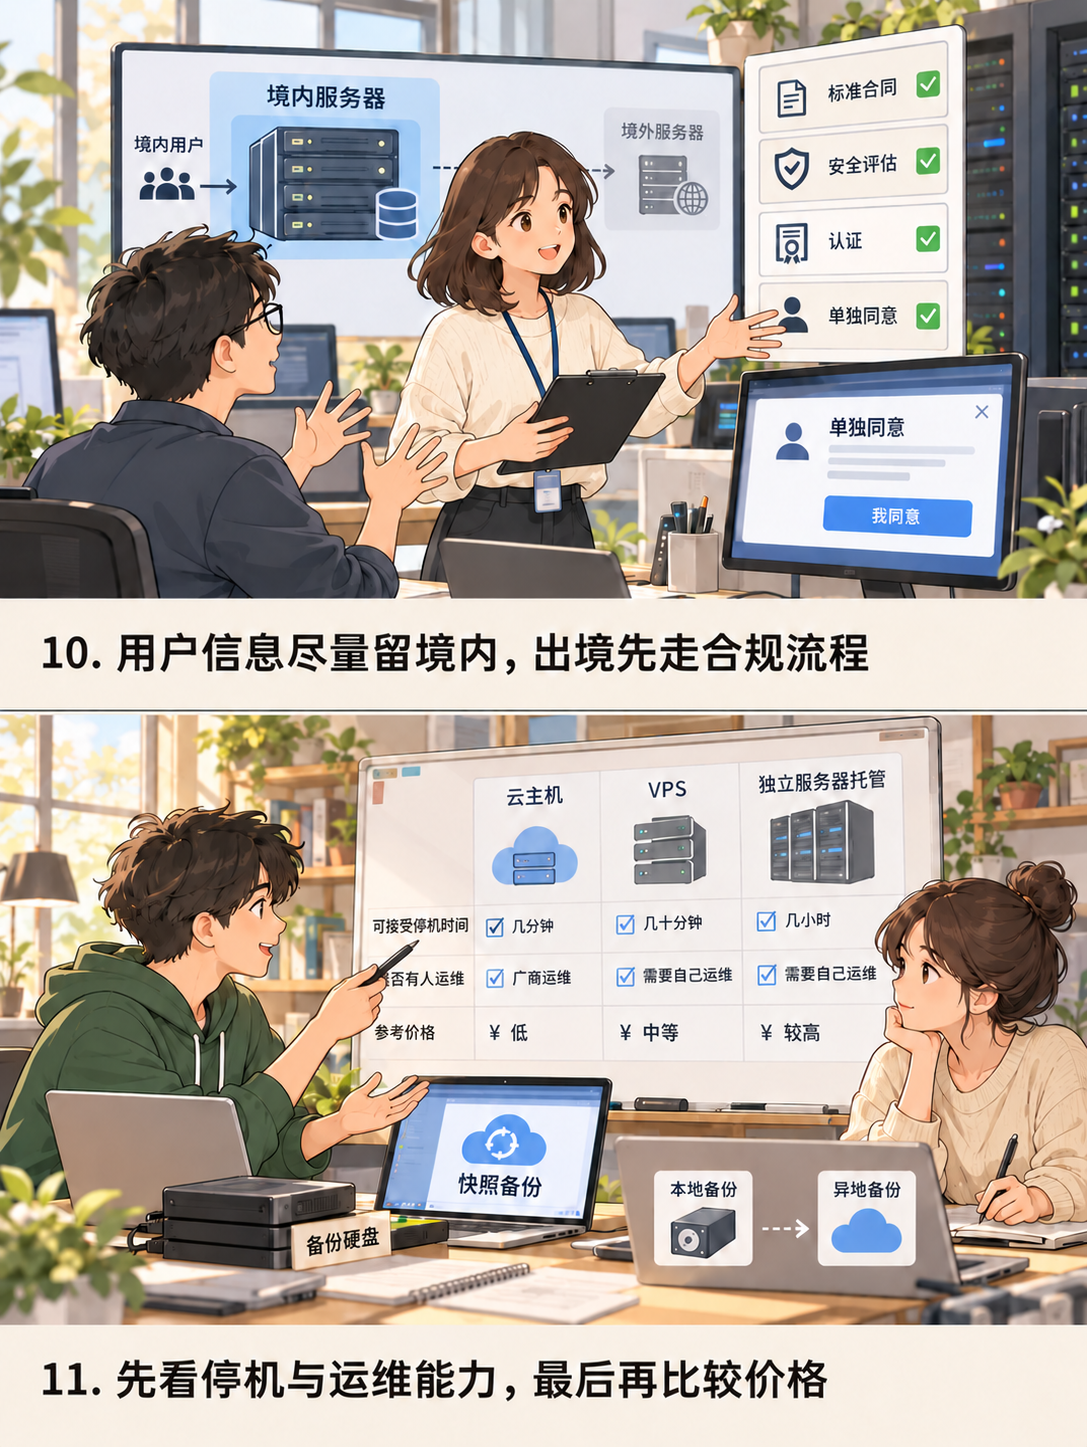 境内服务器
境内用户
境外服务器
标准合同
安全评估
认证
单独同意
单独同意
我同意
10. 用户信息尽量留境内，出境先走合规流程
云主机
VPS
独立服务器托管
可接受停机时间
几分钟
几十分钟
几小时
否有人运维
厂商运维
需要自己运维
需要自己运维
参考价格
¥ 低
¥ 中等
¥ 较高
快照备份
备份硬盘
本地备份
异地备份
11. 先看停机与运维能力，最后再比较价格